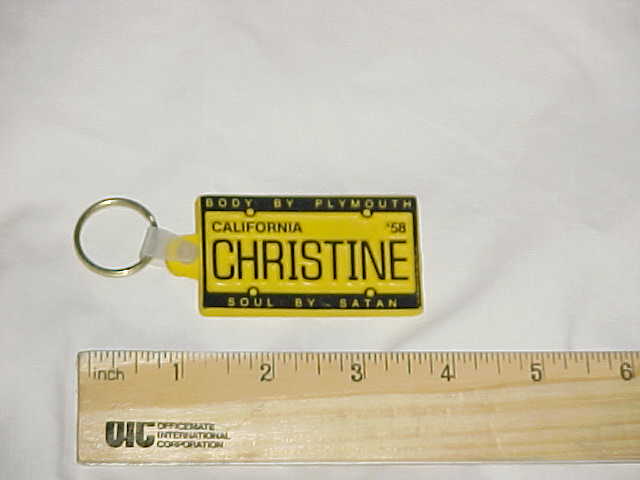 BODY BY PLYMOUTH
CALIFORNIA '58
CHRISTINE
SOUL BY SATAN
inch 1 2 3 4 5 6
OIC OFFICEMATE
INTERNATIONAL
CORPORATION